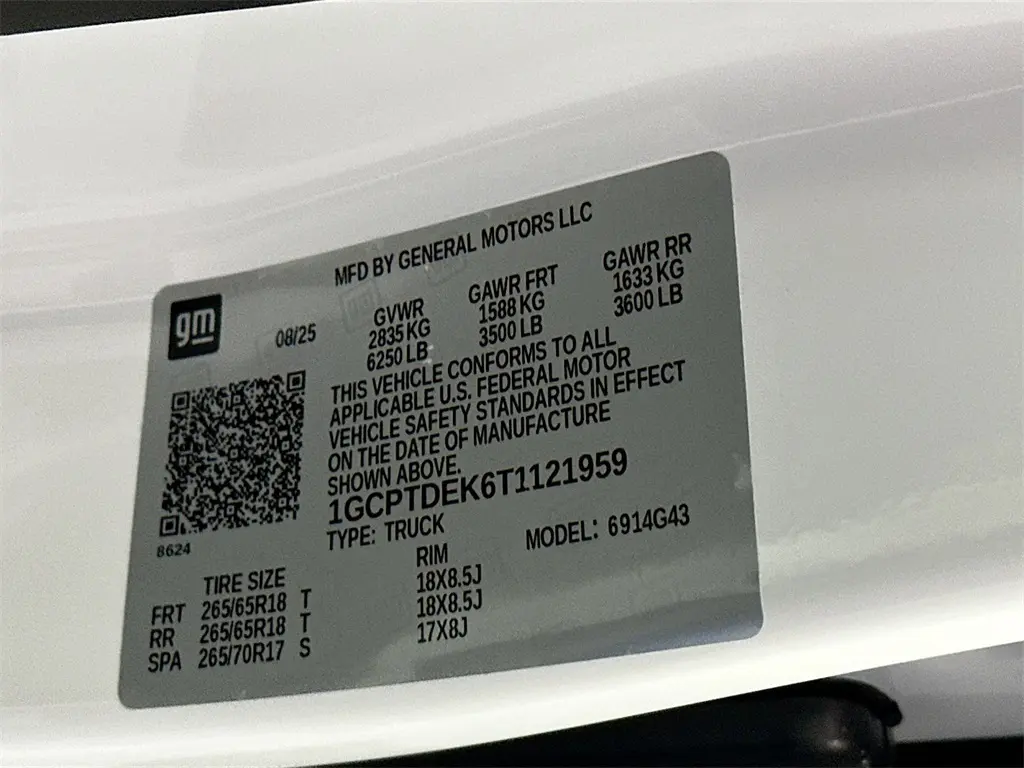 MFD BY GENERAL MOTORS LLC
gm
08/25
GVWR GAWR FRT GAWR RR
2835 KG 1588 KG 1633 KG
6250 LB 3500 LB 3600 LB
THIS VEHICLE CONFORMS TO ALL
APPLICABLE U.S. FEDERAL MOTOR
VEHICLE SAFETY STANDARDS IN EFFECT
ON THE DATE OF MANUFACTURE
SHOWN ABOVE.
1GCPTDEK6T1121959
TYPE: TRUCK MODEL: 6914G43
8624
TIRE SIZE RIM
FRT 265/65R18 T 18X8.5J
RR 265/65R18 T 18X8.5J
SPA 265/70R17 S 17X8J